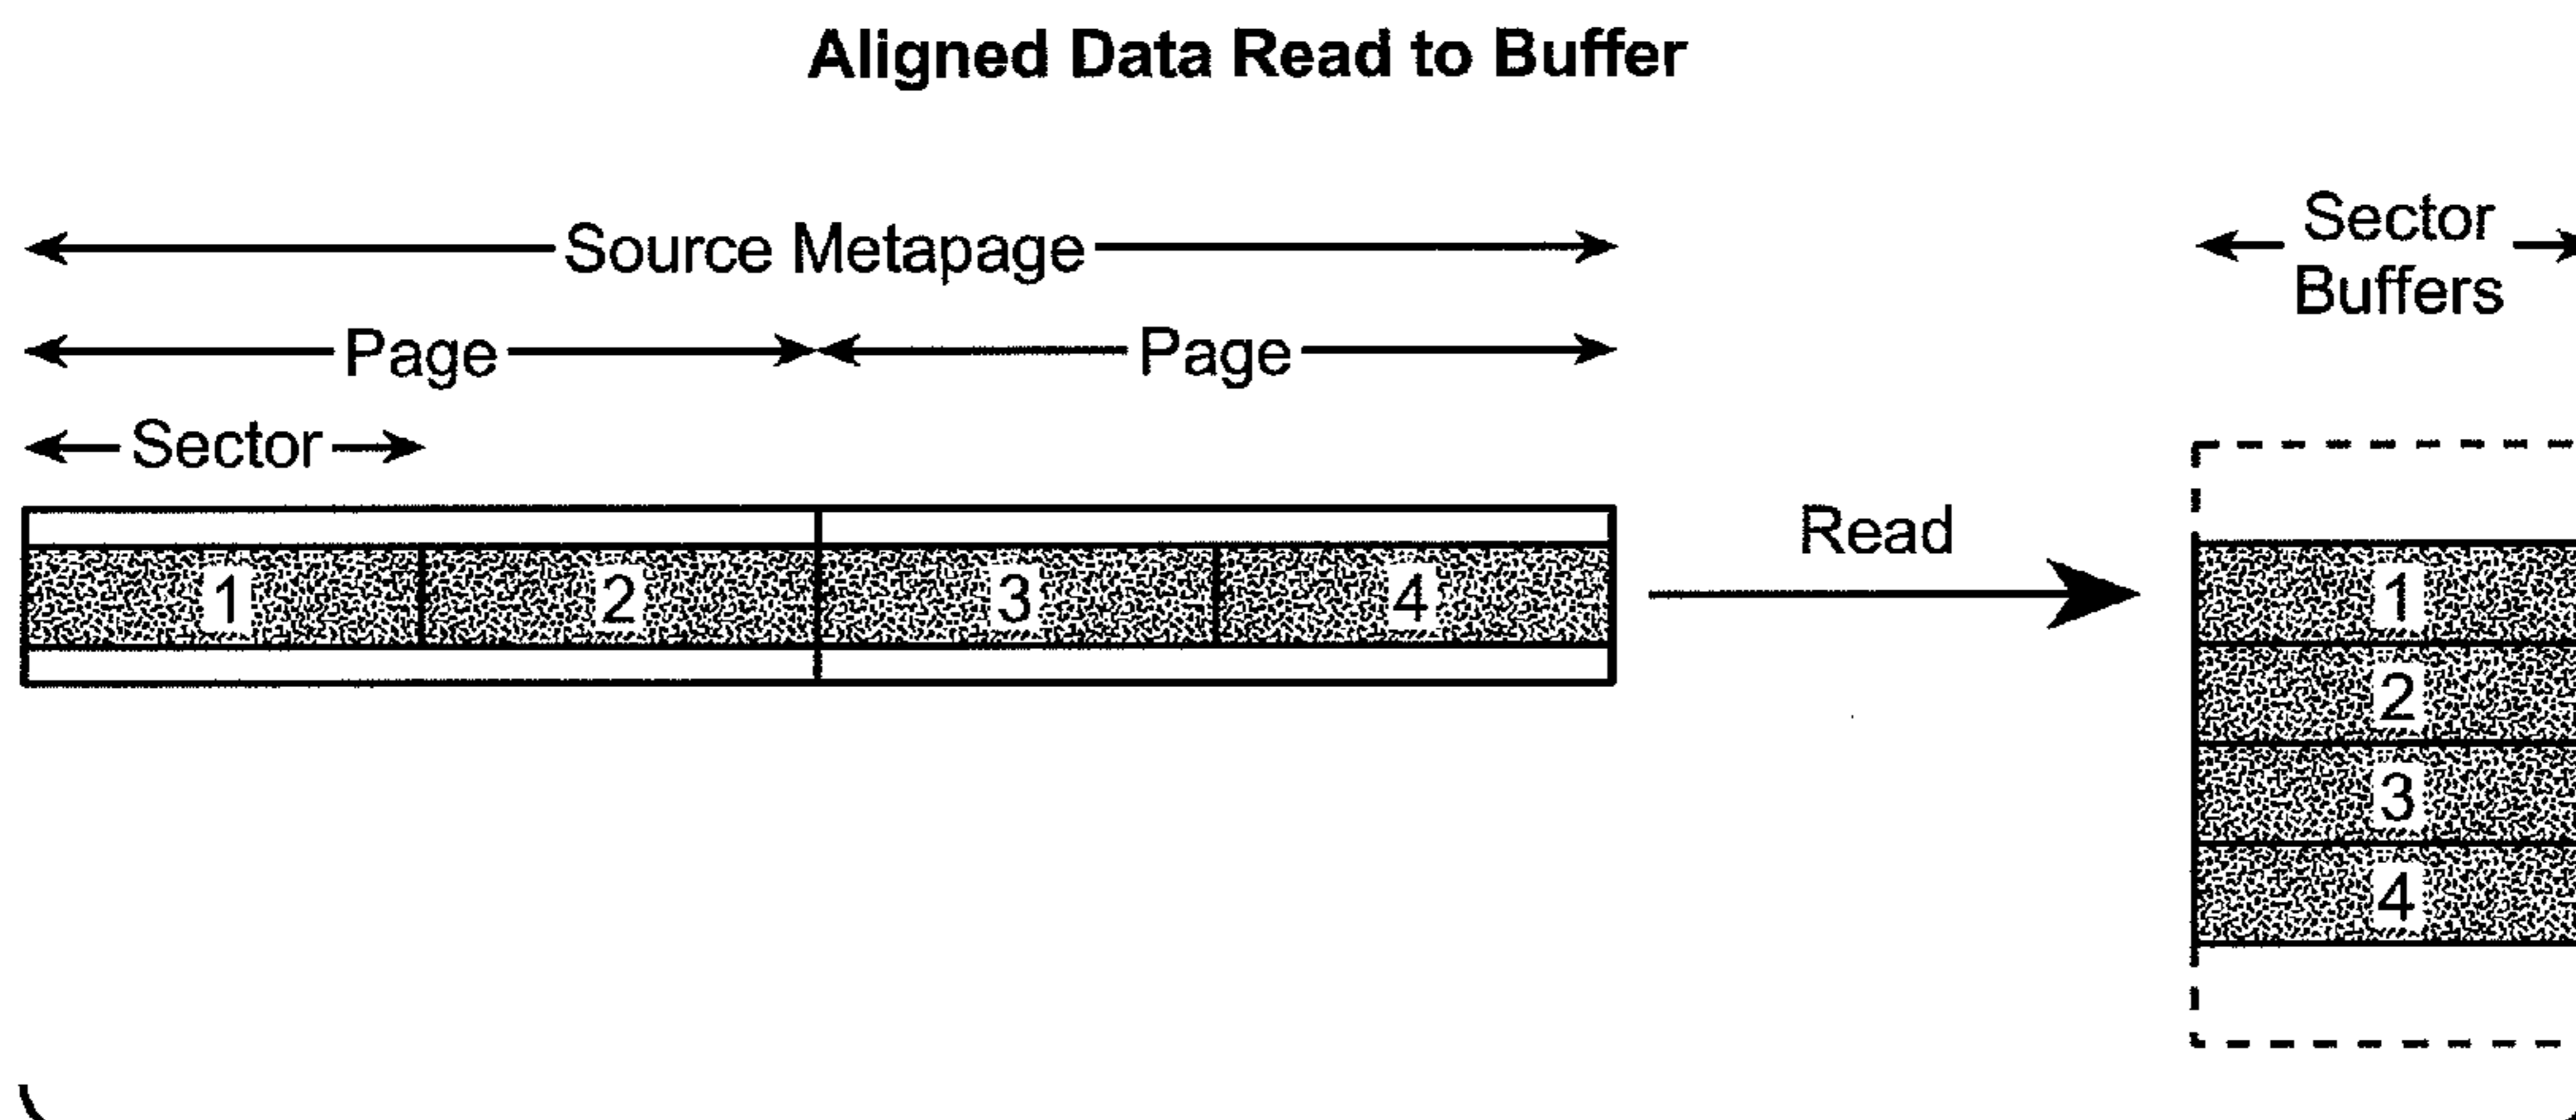 Aligned Data Read to Buffer
Source Metapage
Sector
Buffers
Page
Page
Sector
Read
1
2
3
4
1
2
3
4